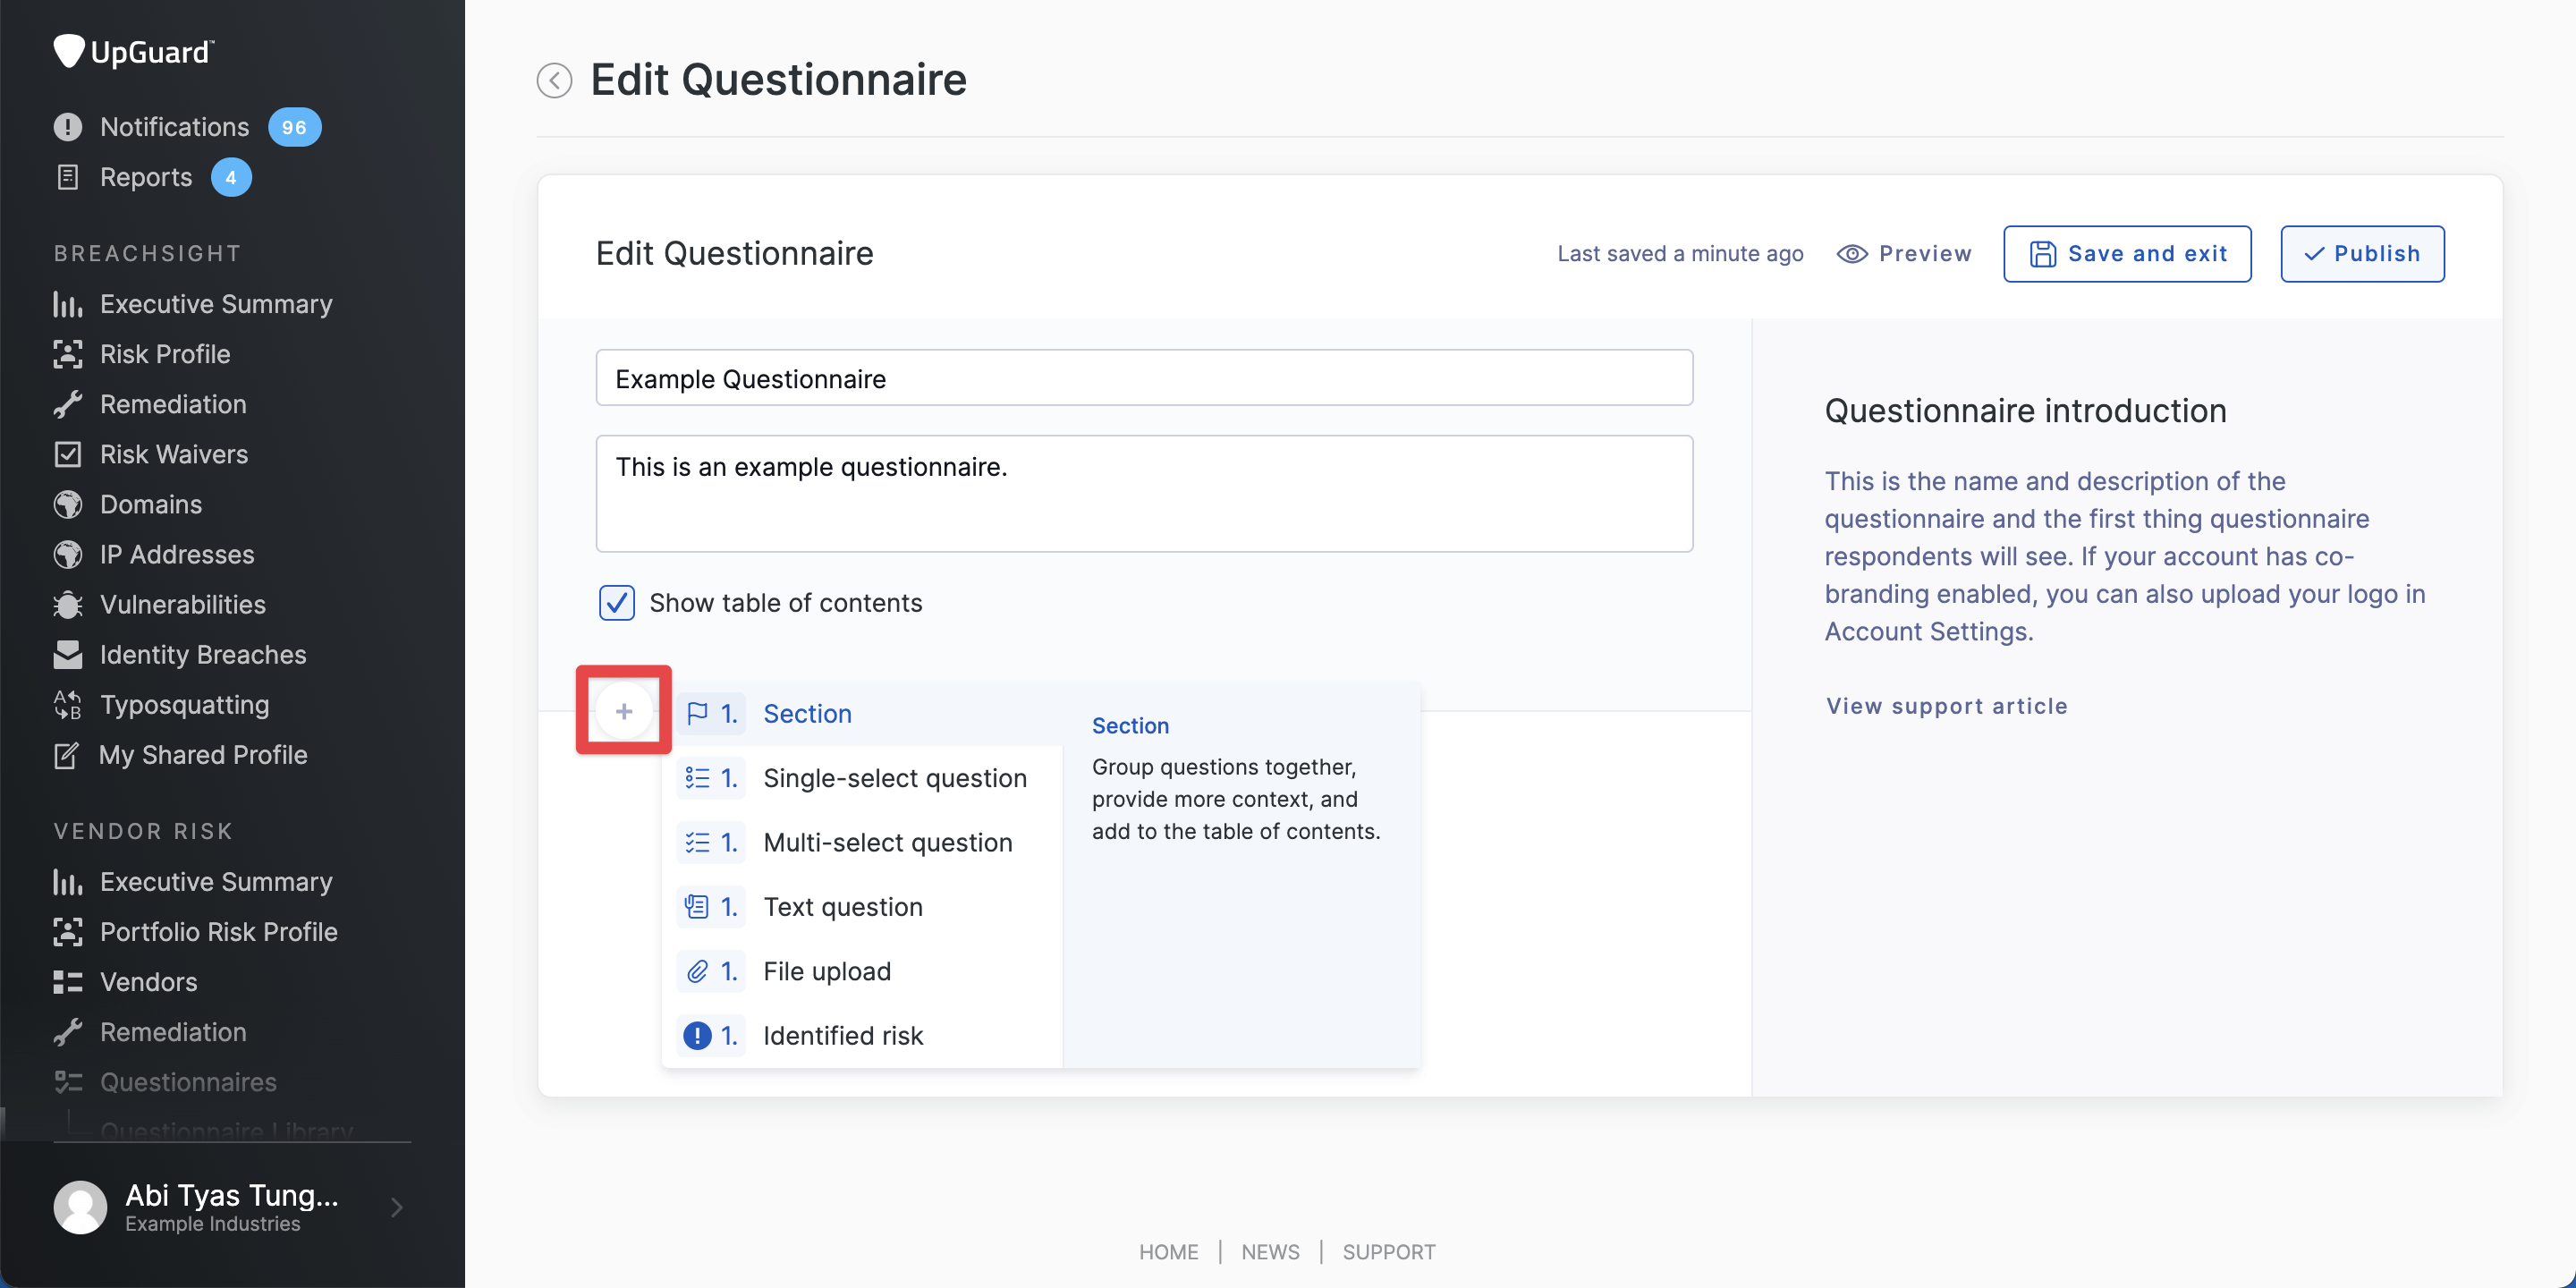 UpGuard™
Notifications 96
Reports 4
BREACHSIGHT
Executive Summary
Risk Profile
Remediation
Risk Waivers
Domains
IP Addresses
Vulnerabilities
Identity Breaches
Typosquatting
My Shared Profile
VENDOR RISK
Executive Summary
Portfolio Risk Profile
Vendors
Remediation
Questionnaires
Questionnaire Library
Abi Tyas Tung...
Example Industries
Edit Questionnaire
Edit Questionnaire
Last saved a minute ago
Preview
Save and exit
Publish
Example Questionnaire
This is an example questionnaire.
Show table of contents
1. Section
1. Single-select question
1. Multi-select question
1. Text question
1. File upload
1. Identified risk
Section
Group questions together,
provide more context, and
add to the table of contents.
Questionnaire introduction
This is the name and description of the
questionnaire and the first thing questionnaire
respondents will see. If your account has co-
branding enabled, you can also upload your logo in
Account Settings.
View support article
HOME | NEWS | SUPPORT